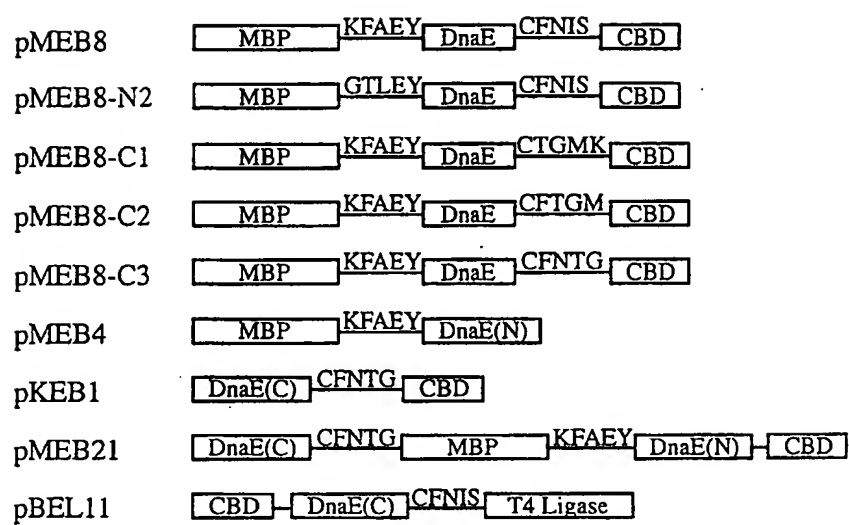 pMEB8 MBP KFAEY DnaE CFNIS CBD
pMEB8-N2 MBP GTLEY DnaE CFNIS CBD
pMEB8-C1 MBP KFAEY DnaE CTGMK CBD
pMEB8-C2 MBP KFAEY DnaE CFTGM CBD
pMEB8-C3 MBP KFAEY DnaE CFNTG CBD
pMEB4 MBP KFAEY DnaE(N)
pKEB1 DnaE(C) CFNTG CBD
pMEB21 DnaE(C) CFNTG MBP KFAEY DnaE(N) CBD
pBEL11 CBD DnaE(C) CFNIS T4 Ligase